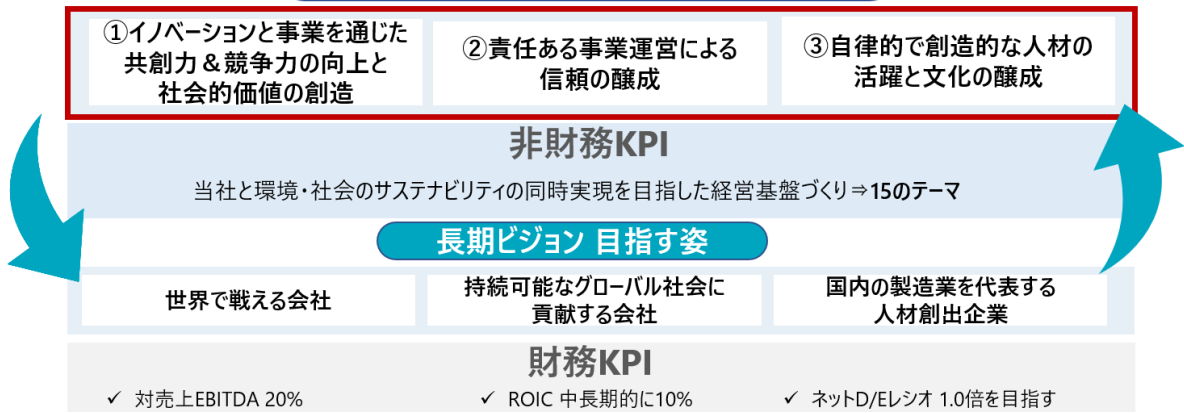 ①イノベーションと事業を通じた
共創力＆競争力の向上と
社会的価値の創造
②責任ある事業運営による
信頼の醸成
③自律的で創造的な人材の
活躍と文化の醸成
非財務KPI
当社と環境・社会のサステナビリティの同時実現を目指した経営基盤づくり⇒15のテーマ
長期ビジョン 目指す姿
世界で戦える会社
持続可能なグローバル社会に
貢献する会社
国内の製造業を代表する
人材創出企業
財務KPI
✓ 対売上EBITDA 20%
✓ ROIC 中長期的に10%
✓ ネットD/Eレシオ 1.0倍を目指す